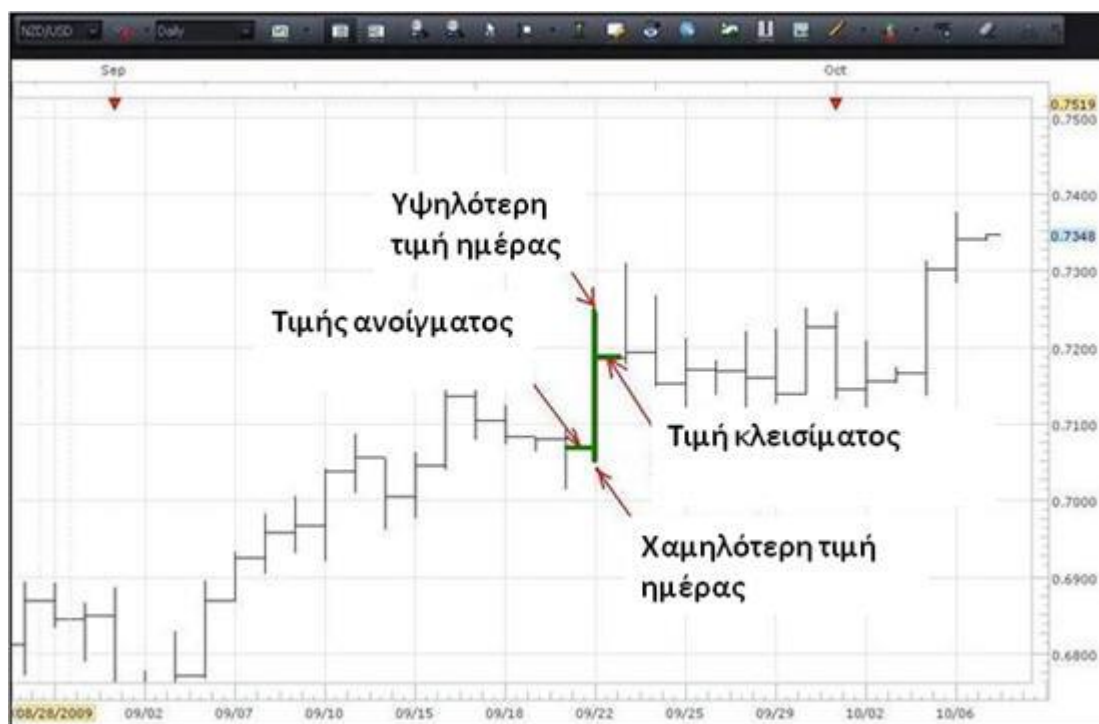 NZD/USD
Daily
Sep
Oct
0.7519
0.7500
Υψηλότερη
τιμή ημέρας
0.7400
0.7348
0.7300
Τιμής ανοίγματος
0.7200
Τιμή κλεισίματος
0.7100
0.7000
Χαμηλότερη τιμή
ημέρας
0.6900
0.6800
08/28/2009 09/02 09/07 09/10 09/15 09/18 09/22 09/25 09/29 10/02 10/06